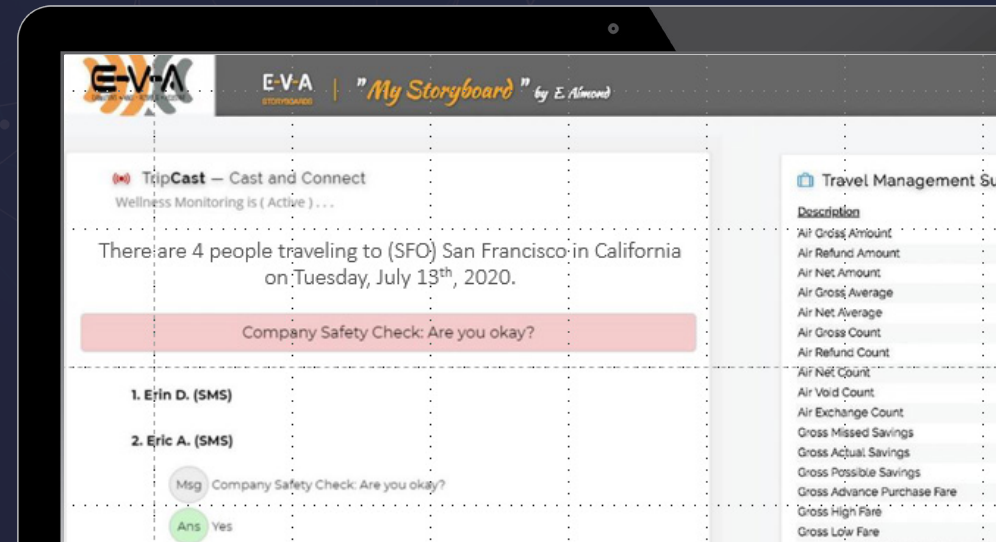 E-V-A
E-V-A
STORYBOARDS
"My Storyboard" by E. Almond
TripCast — Cast and Connect
Wellness Monitoring is ( Active ) . . .
There are 4 people traveling to (SFO) San Francisco in California
on Tuesday, July 13th, 2020.
Company Safety Check: Are you okay?
1. Erin D. (SMS)
2. Eric A. (SMS)
Msg Company Safety Check: Are you okay?
Ans Yes
Travel Management Su
Description
Air Gross Amount
Air Refund Amount
Air Net Amount
Air Gross Average
Air Net Average
Air Gross Count
Air Refund Count
Air Net Count
Air Void Count
Air Exchange Count
Gross Missed Savings
Gross Actual Savings
Gross Possible Savings
Gross Advance Purchase Fare
Gross High Fare
Gross Low Fare